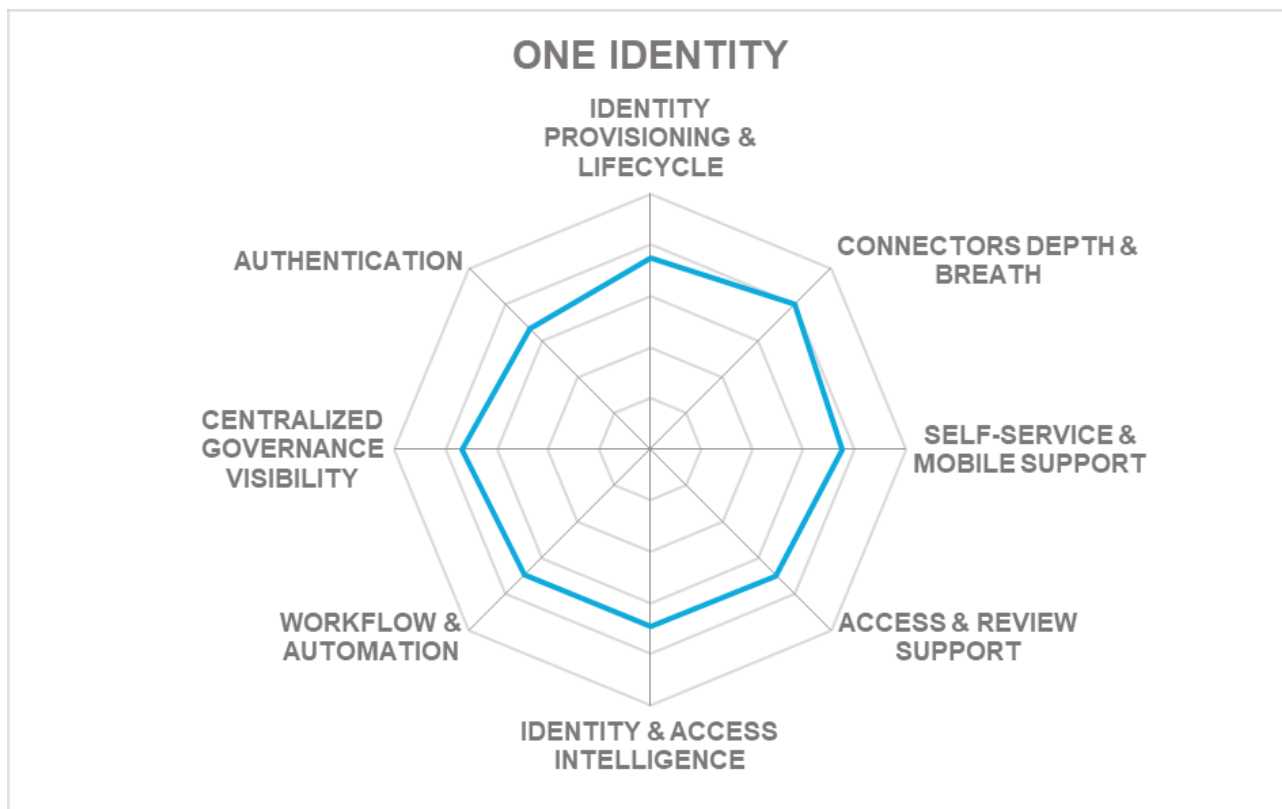 ONE IDENTITY
IDENTITY
PROVISIONING &
LIFECYCLE
CONNECTORS DEPTH &
BREATH
AUTHENTICATION
CENTRALIZED
GOVERNANCE
VISIBILITY
SELF-SERVICE &
MOBILE SUPPORT
WORKFLOW &
AUTOMATION
ACCESS & REVIEW
SUPPORT
IDENTITY & ACCESS
INTELLIGENCE